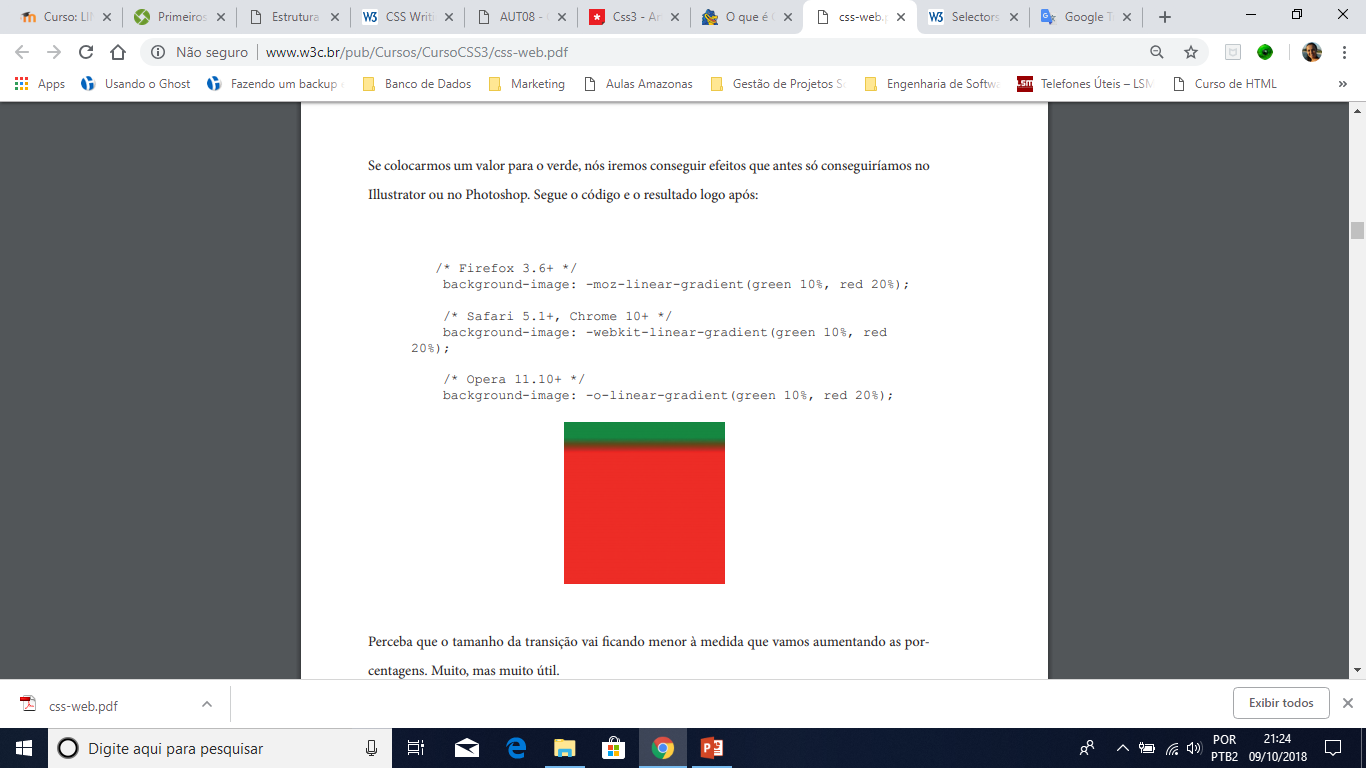 Curso: LI
Primeiros
Estrutura
CSS Writi
AUT08 -
Css3 - An
O que é
css-web.p
Selectors
Google T
Não seguro
www.w3c.br/pub/Cursos/CursoCSS3/css-web.pdf
Apps
Usando o Ghost
Fazendo um backup
Banco de Dados
Marketing
Aulas Amazonas
Gestão de Projetos S
Engenharia de Softw
Telefones Úteis – LSM
Curso de HTML
Se colocarmos um valor para o verde, nós iremos conseguir efeitos que antes só conseguiríamos no
Illustrator ou no Photoshop. Segue o código e o resultado logo após:
/* Firefox 3.6+ */
background-image: -moz-linear-gradient(green 10%, red 20%);
/* Safari 5.1+, Chrome 10+ */
background-image: -webkit-linear-gradient(green 10%, red
20%);
/* Opera 11.10+ */
background-image: -o-linear-gradient(green 10%, red 20%);
Perceba que o tamanho da transição vai ficando menor à medida que vamos aumentando as por-
centagens. Muito, mas muito útil.
css-web.pdf
Exibir todos
Digite aqui para pesquisar
POR
PTB2
21:24
09/10/2018